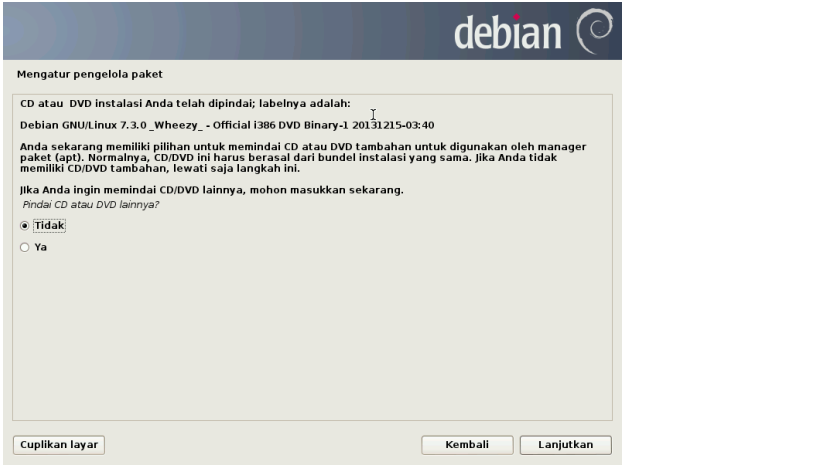 debian
Mengatur pengelola paket
CD atau  DVD instalasi Anda telah dipindai; labelnya adalah:
Debian GNU/Linux 7.3.0 _Wheezy_ - Official i386 DVD Binary-1 20131215-03:40
Anda sekarang memiliki pilihan untuk memindai CD atau DVD tambahan untuk digunakan oleh manager
paket (apt). Normalnya, CD/DVD ini harus berasal dari bundel instalasi yang sama. Jika Anda tidak
memiliki CD/DVD tambahan, lewati saja langkah ini.
JIka Anda ingin memindai CD/DVD lainnya, mohon masukkan sekarang.
Pindai CD atau DVD lainnya?
Tidak
Ya
Cuplikan layar
Kembali
Lanjutkan